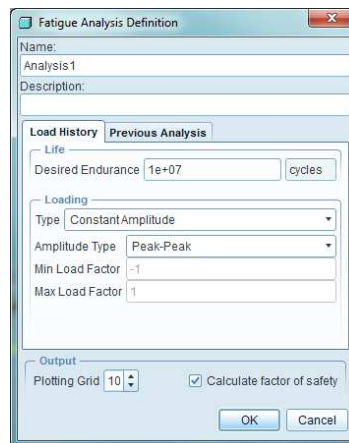 Fatigue Analysis Definition
Name:
Analysis1
Description:
Load History Previous Analysis
Life
Desired Endurance 1e+07 cycles
Loading
Type Constant Amplitude
Amplitude Type Peak-Peak
Min Load Factor -1
Max Load Factor 1
Output
Plotting Grid 10 Calculate factor of safety
OK Cancel